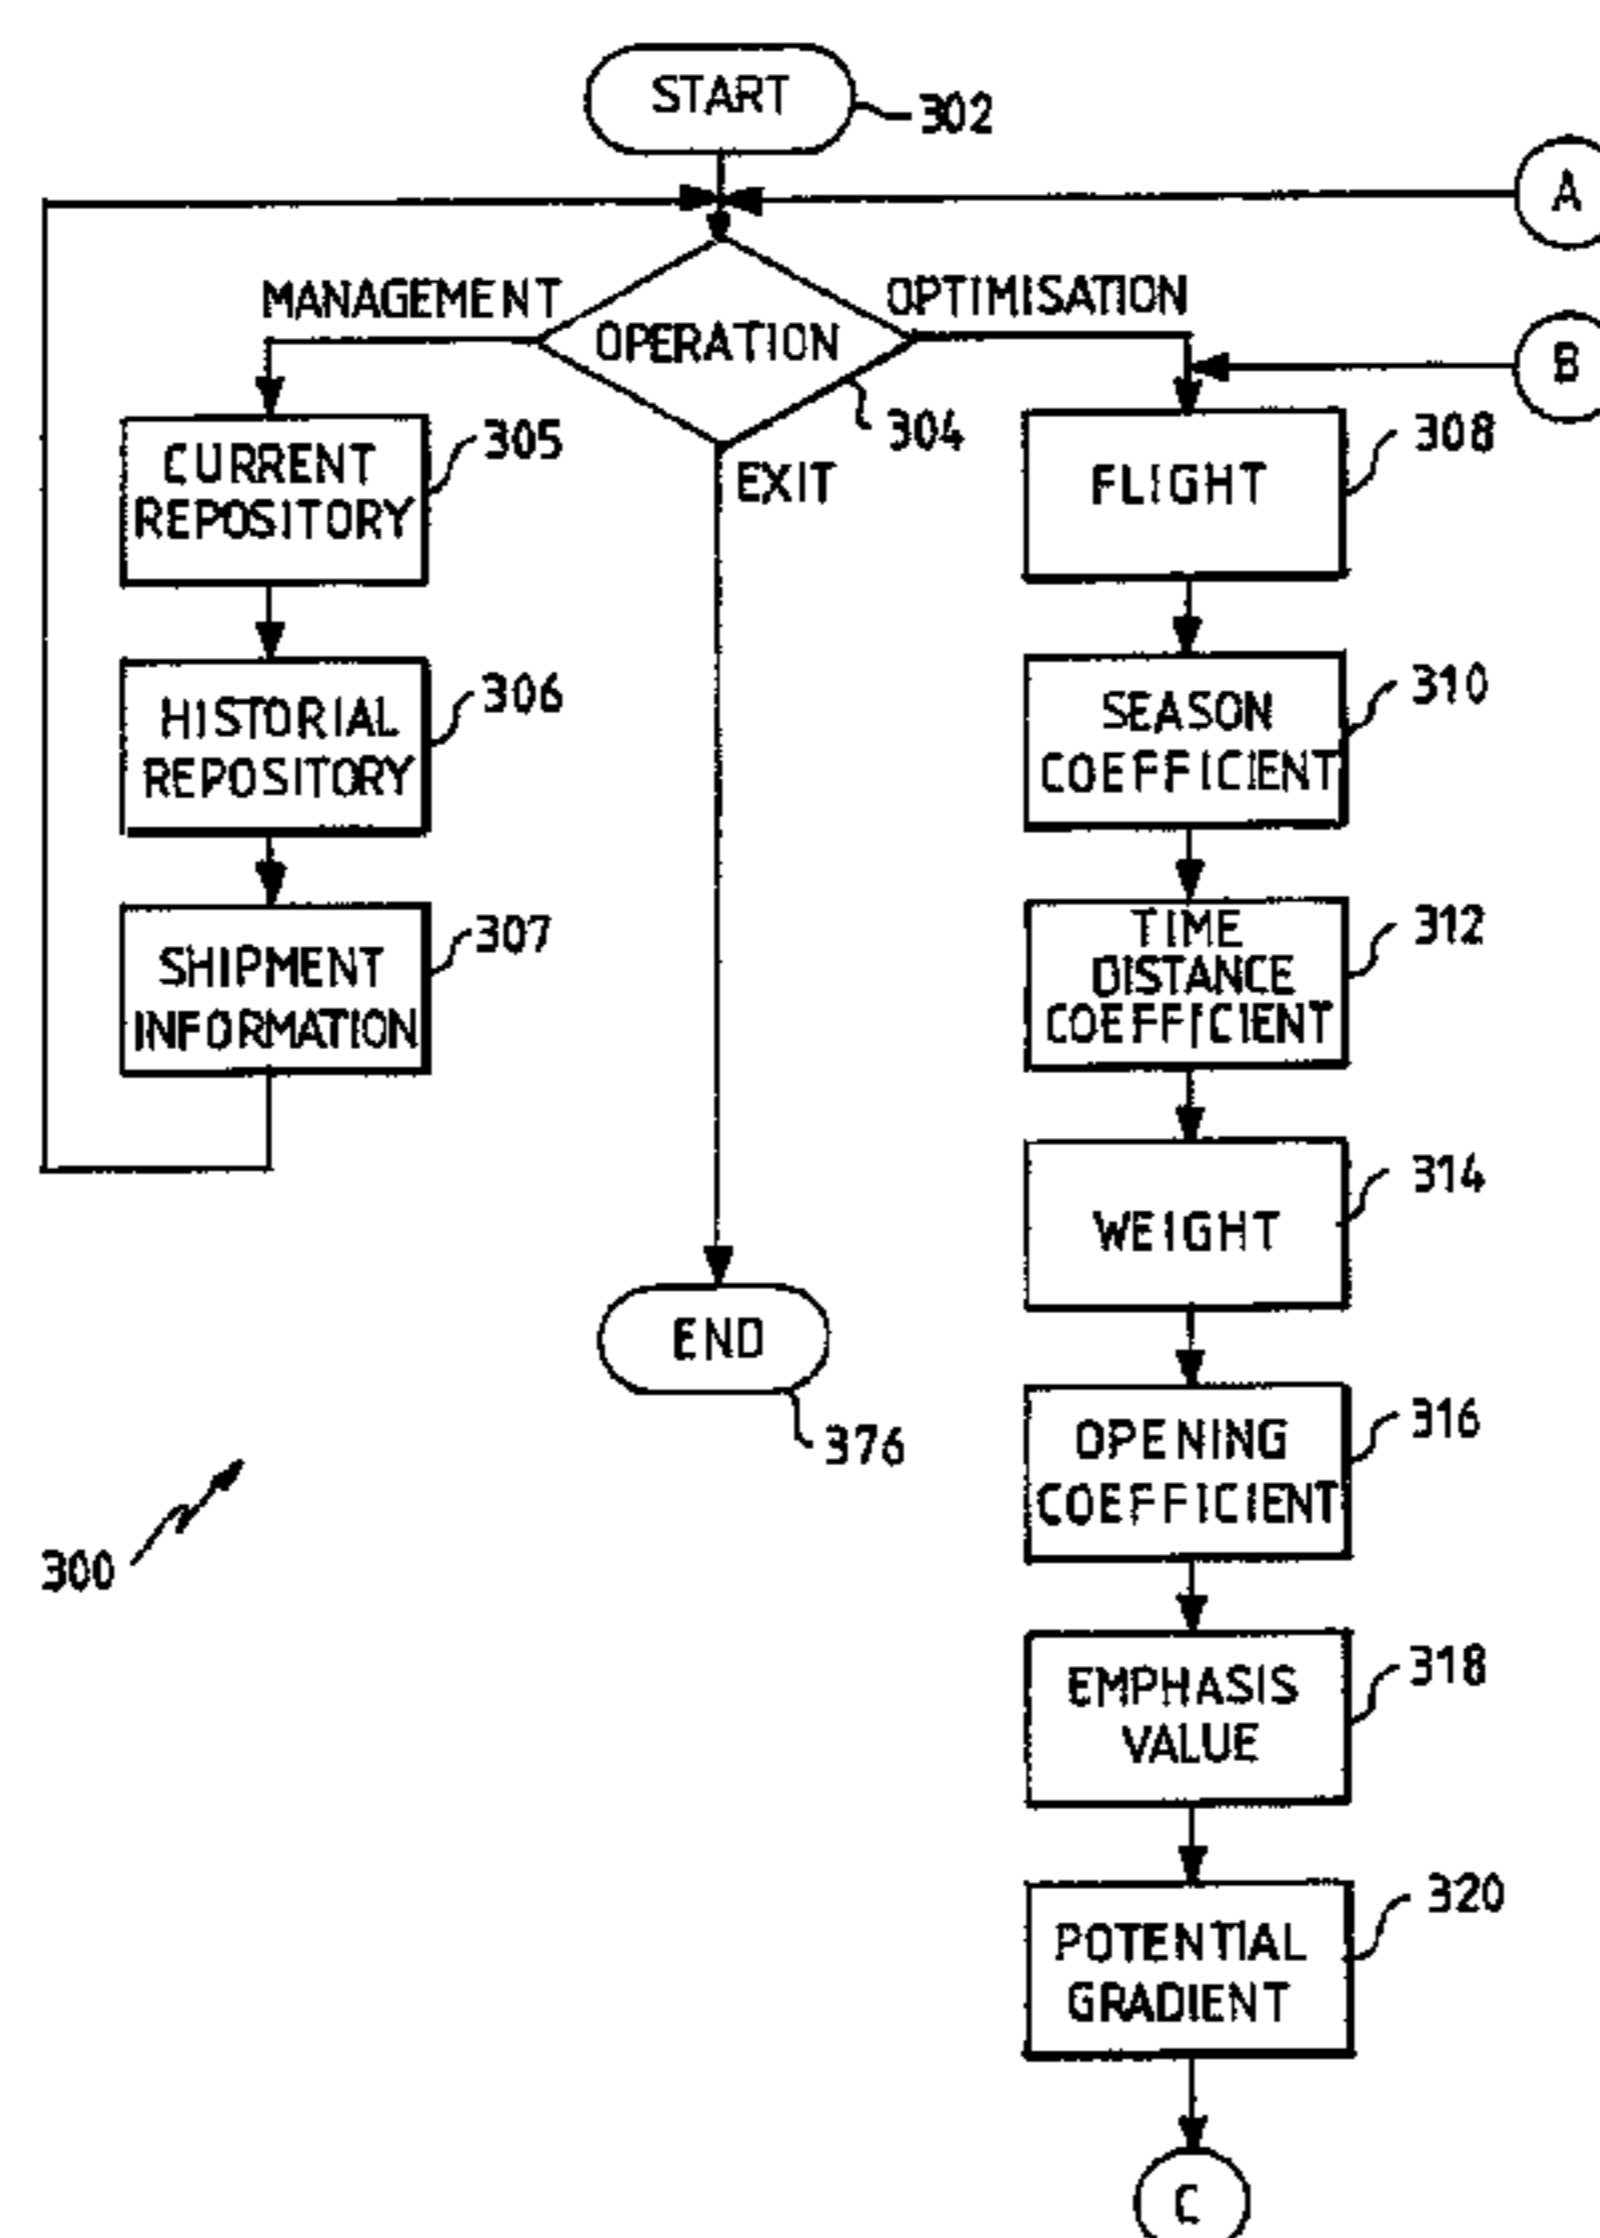 START
302
A
MANAGEMENT
OPTIMISATION
OPERATION
B
304
305
CURRENT
REPOSITORY
EXIT
308
FLIGHT
306
HISTORIAL
REPOSITORY
310
SEASON
COEFFICIENT
307
SHIPMENT
INFORMATION
312
TIME
DISTANCE
COEFFICIENT
314
WEIGHT
END
376
316
OPENING
COEFFICIENT
300
318
EMPHASIS
VALUE
320
POTENTIAL
GRADIENT
C